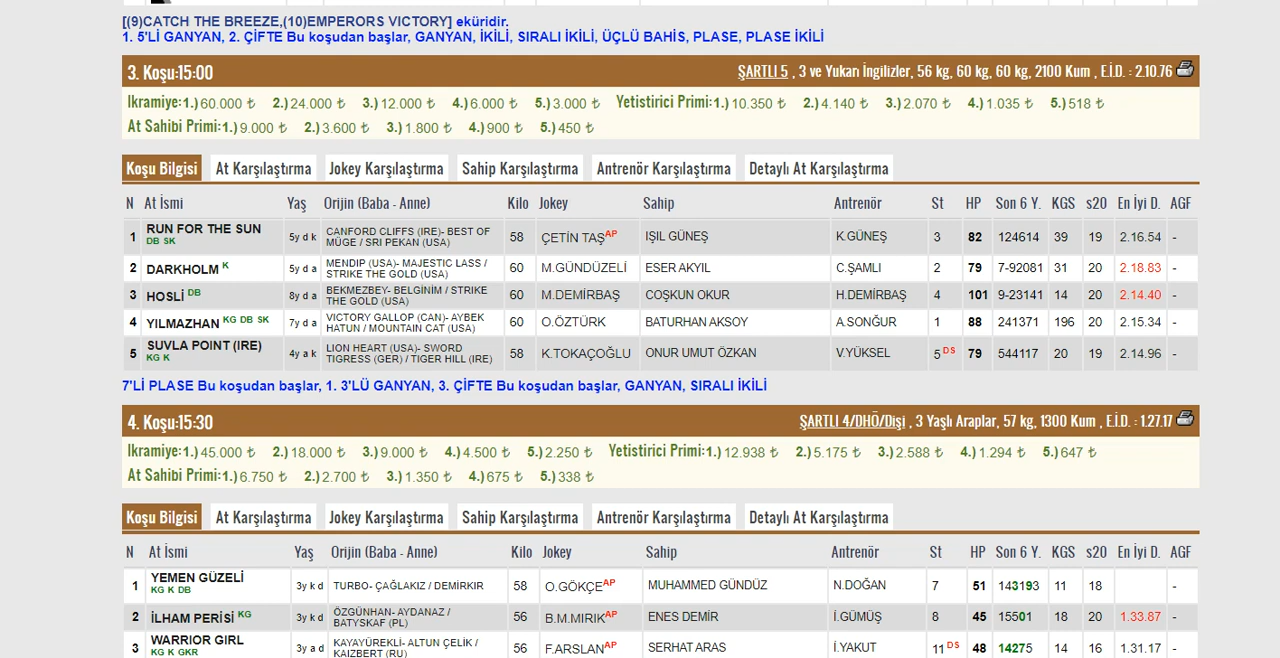 [(9)CATCH THE BREEZE,(10)EMPERORS VICTORY] eküridir.
1. 5'Lİ GANYAN, 2. ÇİFTE Bu koşudan başlar, GANYAN, İKİLİ, SIRALI İKİLİ, ÜÇLÜ BAHİS, PLASE, PLASE İKİLİ
3. Koşu:15:00 ŞARTLI 5 , 3 ve Yukarı İngilizler, 56 kg, 60 kg, 60 kg, 2100 Kum , E.İ.D. : 2.10.76
Ikramiye:1.)60.000 ₺ 2.)24.000 ₺ 3.)12.000 ₺ 4.)6.000 ₺ 5.)3.000 ₺ Yetistirici Primi:1.)10.350 ₺ 2.)4.140 ₺ 3.)2.070 ₺ 4.)1.035 ₺ 5.)518 ₺
At Sahibi Primi:1.)9.000 ₺ 2.)3.600 ₺ 3.)1.800 ₺ 4.)900 ₺ 5.)450 ₺
Koşu Bilgisi At Karşılaştırma Jokey Karşılaştırma Sahip Karşılaştırma Antrenör Karşılaştırma Detaylı At Karşılaştırma
N At İsmi Yaş Orijin (Baba - Anne) Kilo Jokey Sahip Antrenör St HP Son 6 Y. KGS s20 En İyi D. AGF
1 RUN FOR THE SUN DB SK 5y d k CANFORD CLIFFS (IRE)- BEST OF MÜGE / SRI PEKAN (USA) 58 ÇETİN TAŞ AP IŞIL GÜNEŞ K.GÜNEŞ 3 82 124614 39 19 2.16.54 -
2 DARKHOLM K 5y d a MENDIP (USA)- MAJESTIC LASS / STRIKE THE GOLD (USA) 60 M.GÜNDÜZELİ ESER AKYIL C.ŞAMLI 2 79 7-92081 31 20 2.18.83 -
3 HOSLİ DB 8y d a BEKMEZBEY- BELGİNİM / STRIKE THE GOLD (USA) 60 M.DEMİRBAŞ COŞKUN OKUR H.DEMİRBAŞ 4 101 9-23141 14 20 2.14.40 -
4 YILMAZHAN KG DB SK 7y d a VICTORY GALLOP (CAN)- AYBEK HATUN / MOUNTAIN CAT (USA) 60 O.ÖZTÜRK BATURHAN AKSOY A.SONĞUR 1 88 241371 196 20 2.15.34 -
5 SUVLA POINT (IRE) KG K 4y a k LION HEART (USA)- SWORD TIGRESS (GER) / TIGER HILL (IRE) 58 K.TOKAÇOĞLU ONUR UMUT ÖZKAN V.YÜKSEL 5 DS 79 544117 20 19 2.14.96 -
7'Lİ PLASE Bu koşudan başlar, 1. 3'LÜ GANYAN, 3. ÇİFTE Bu koşudan başlar, GANYAN, SIRALI İKİLİ
4. Koşu:15:30 ŞARTLI 4/DHÖ/Dişi , 3 Yaşlı Araplar, 57 kg, 1300 Kum , E.İ.D. : 1.27.17
Ikramiye:1.)45.000 ₺ 2.)18.000 ₺ 3.)9.000 ₺ 4.)4.500 ₺ 5.)2.250 ₺ Yetistirici Primi:1.)12.938 ₺ 2.)5.175 ₺ 3.)2.588 ₺ 4.)1.294 ₺ 5.)647 ₺
At Sahibi Primi:1.)6.750 ₺ 2.)2.700 ₺ 3.)1.350 ₺ 4.)675 ₺ 5.)338 ₺
Koşu Bilgisi At Karşılaştırma Jokey Karşılaştırma Sahip Karşılaştırma Antrenör Karşılaştırma Detaylı At Karşılaştırma
N At İsmi Yaş Orijin (Baba - Anne) Kilo Jokey Sahip Antrenör St HP Son 6 Y. KGS s20 En İyi D. AGF
1 YEMEN GÜZELİ KG K DB 3y k d TURBO- ÇAĞLAKIZ / DEMİRKIR 58 O.GÖKÇE AP MUHAMMED GÜNDÜZ N.DOĞAN 7 51 143193 11 18 -
2 İLHAM PERİSİ KG 3y k d ÖZGÜNHAN- AYDANAZ / BATYSKAF (PL) 56 B.M.MIRIK AP ENES DEMİR İ.GÜMÜŞ 8 45 15501 18 20 1.33.87 -
3 WARRIOR GIRL KG K GKR 3y a d KAYAYÜREKLİ- ALTUN ÇELİK / KAIZBERT (RU) 56 F.ARSLAN AP SERHAT ARAS İ.YAKUT 11 DS 48 14275 14 16 1.31.17 -